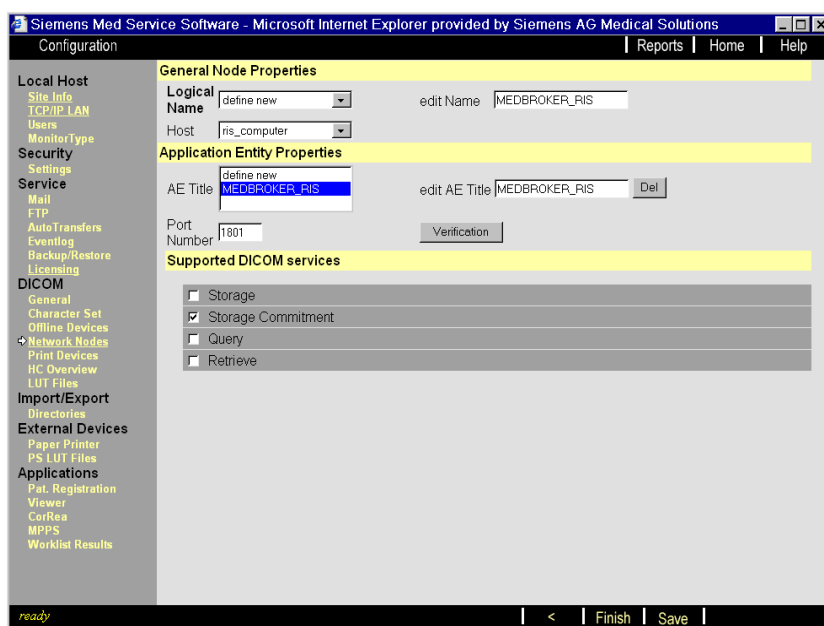 Siemens Med Service Software - Microsoft Internet Explorer provided by Siemens AG Medical Solutions
Configuration
Reports Home Help
Local Host
Site Info
TCP/IP LAN
Users
MonitorType
Security
Settings
Service
Mail
FTP
AutoTransfers
Eventlog
Backup/Restore
Licensing
DICOM
General
Character Set
Offline Devices
Network Nodes
Print Devices
HC Overview
LUT Files
Import/Export
Directories
External Devices
Paper Printer
PS LUT Files
Applications
Pat. Registration
Viewer
CorRea
MPPS
Worklist Results
General Node Properties
Logical Name define new edit Name MEDBROKER_RIS
Host ris_computer
Application Entity Properties
define new
AE Title MEDBROKER_RIS edit AE Title MEDBROKER_RIS Del
Port Number 1801 Verification
Supported DICOM services
Storage
Storage Commitment
Query
Retrieve
ready < Finish Save